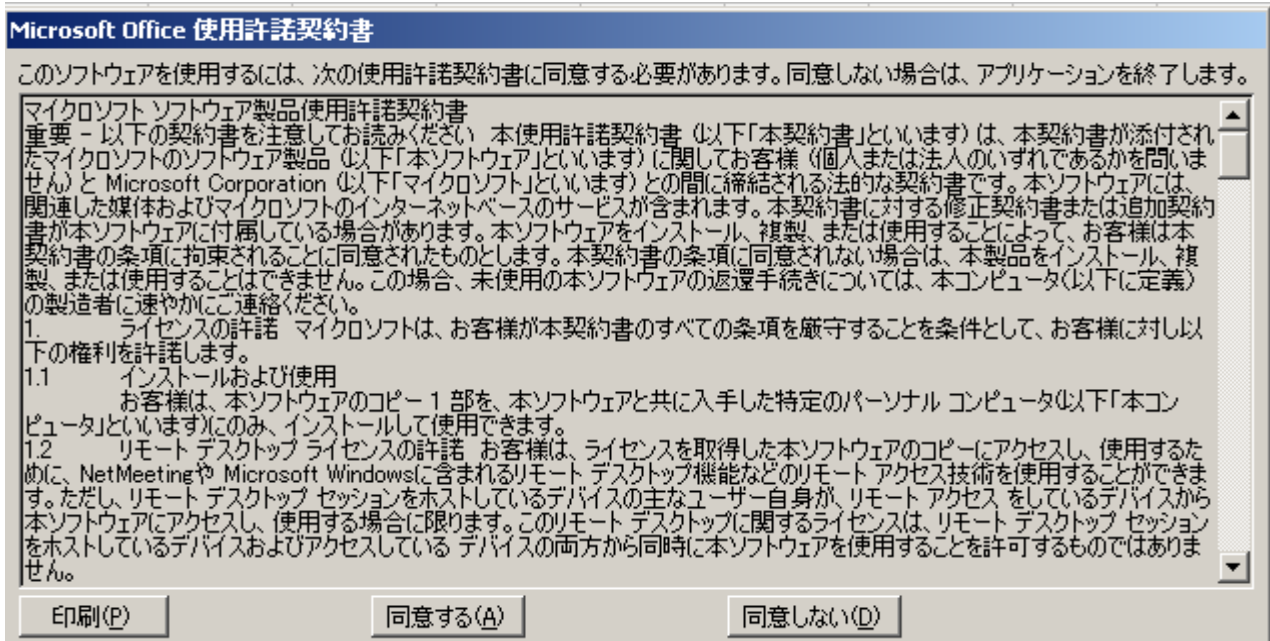 Microsoft Office 使用許諾契約書
このソフトウェアを使用するには、次の使用許諾契約書に同意する必要があります。同意しない場合は、アプリケーションを終了します。
マイクロソフト ソフトウェア製品使用許諾契約書
重要 - 以下の契約書を注意してお読みください 本使用許諾契約書 (以下「本契約書」といいます) は、本契約書が添付され
たマイクロソフトのソフトウェア製品 (以下「本ソフトウェア」といいます) に関してお客様 (個人または法人のいずれであるかを問いま
せん) と Microsoft Corporation (以下「マイクロソフト」といいます) との間に締結される法的な契約書です。本ソフトウェアには、
関連した媒体およびマイクロソフトのインターネットベースのサービスが含まれます。本契約書に対する修正契約書または追加契約
書が本ソフトウェアに付属している場合があります。本ソフトウェアをインストール、複製、または使用することによって、お客様は本
契約書の条項に拘束されることに同意されたものとします。本契約書の条項に同意されない場合は、本製品をインストール、複
製、または使用することはできません。この場合、未使用の本ソフトウェアの返還手続きについては、本コンピュータ(以下に定義)
の製造者に速やかにご連絡ください。
1. ライセンスの許諾 マイクロソフトは、お客様が本契約書のすべての条項を厳守することを条件として、お客様に対し以
下の権利を許諾します。
1.1 インストールおよび使用
お客様は、本ソフトウェアのコピー 1 部を、本ソフトウェアと共に入手した特定のパーソナル コンピュータ(以下「本コン
ピュータ」といいます)にのみ、インストールして使用できます。
1.2 リモート デスクトップ ライセンスの許諾 お客様は、ライセンスを取得した本ソフトウェアのコピーにアクセスし、使用するた
めに、NetMeetingや Microsoft Windowsに含まれるリモート デスクトップ機能などのリモート アクセス技術を使用することができま
す。ただし、リモート デスクトップ セッションをホストしているデバイスの主なユーザー自身が、リモート アクセス をしているデバイスから
本ソフトウェアにアクセスし、使用する場合に限ります。このリモート デスクトップに関するライセンスは、リモート デスクトップ セッション
をホストしているデバイスおよびアクセスしている デバイスの両方から同時に本ソフトウェアを使用することを許可するものではありま
せん。
印刷(P) 同意する(A) 同意しない(D)